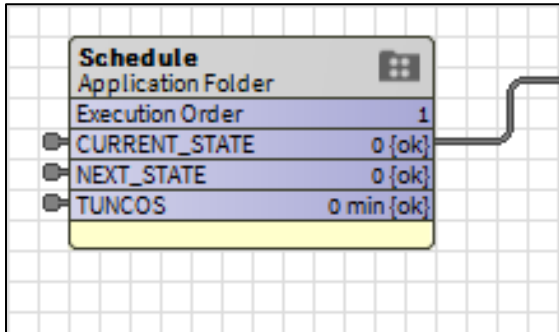 Schedule
Application Folder
Execution Order 1
CURRENT_STATE 0 {ok}
NEXT_STATE 0 {ok}
TUNCOS 0 min {ok}